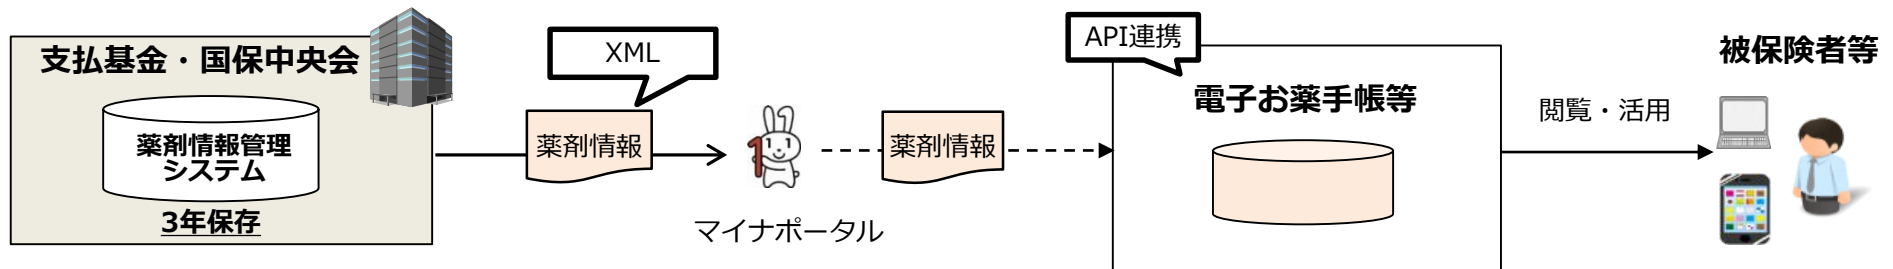 支払基金・国保中央会
薬剤情報管理
システム
3年保存
XML
薬剤情報
1
マイナポータル
薬剤情報
API連携
電子お薬手帳等
閲覧・活用
被保険者等